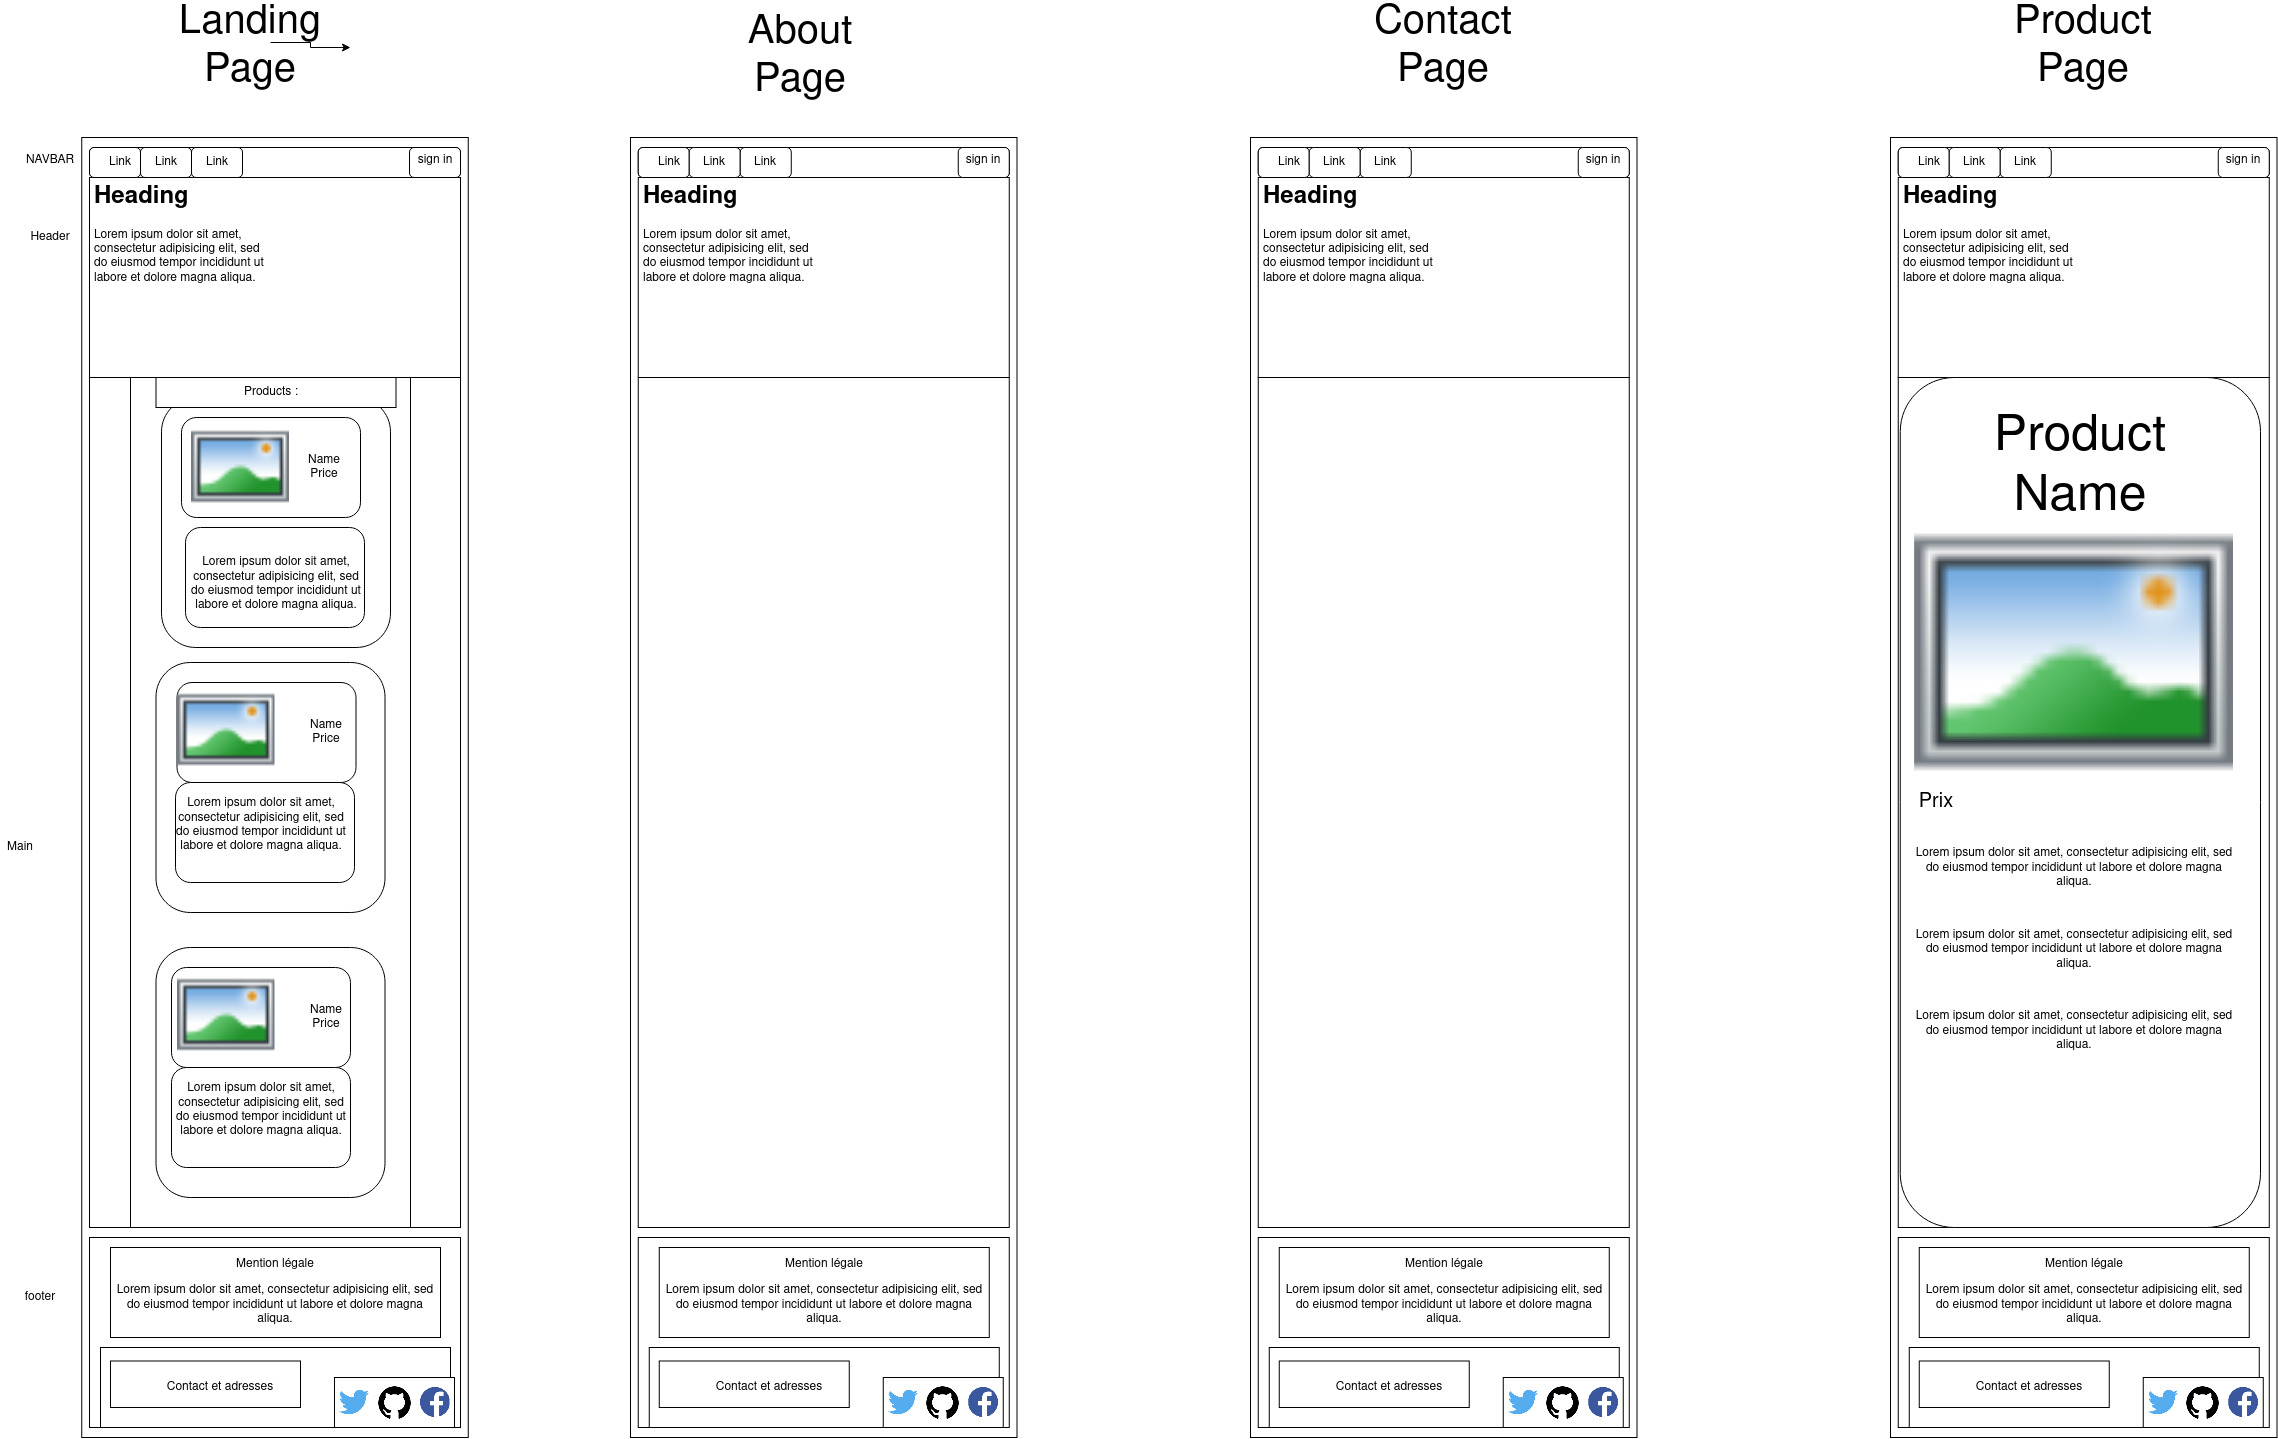 Landing
Page
About
Page
Contact
Page
Product
Page
NAVBAR
Link
Link
Link
sign in
Header
Heading
Lorem ipsum dolor sit amet,
consectetur adipisicing elit, sed
do eiusmod tempor incididunt ut
labore et dolore magna aliqua.
Products :
Name
Price
Lorem ipsum dolor sit amet,
consectetur adipisicing elit, sed
do eiusmod tempor incididunt ut
labore et dolore magna aliqua.
Name
Price
Main
Lorem ipsum dolor sit amet,
consectetur adipisicing elit, sed
do eiusmod tempor incididunt ut
labore et dolore magna aliqua.
Name
Price
Lorem ipsum dolor sit amet,
consectetur adipisicing elit, sed
do eiusmod tempor incididunt ut
labore et dolore magna aliqua.
footer
Mention légale
Lorem ipsum dolor sit amet, consectetur adipisicing elit, sed
do eiusmod tempor incididunt ut labore et dolore magna
aliqua.
Contact et adresses
Link
Link
Link
sign in
Heading
Lorem ipsum dolor sit amet,
consectetur adipisicing elit, sed
do eiusmod tempor incididunt ut
labore et dolore magna aliqua.
Mention légale
Lorem ipsum dolor sit amet, consectetur adipisicing elit, sed
do eiusmod tempor incididunt ut labore et dolore magna
aliqua.
Contact et adresses
Link
Link
Link
sign in
Heading
Lorem ipsum dolor sit amet,
consectetur adipisicing elit, sed
do eiusmod tempor incididunt ut
labore et dolore magna aliqua.
Mention légale
Lorem ipsum dolor sit amet, consectetur adipisicing elit, sed
do eiusmod tempor incididunt ut labore et dolore magna
aliqua.
Contact et adresses
Link
Link
Link
sign in
Heading
Lorem ipsum dolor sit amet,
consectetur adipisicing elit, sed
do eiusmod tempor incididunt ut
labore et dolore magna aliqua.
Product
Name
Prix
Lorem ipsum dolor sit amet, consectetur adipisicing elit, sed
do eiusmod tempor incididunt ut labore et dolore magna
aliqua.
Lorem ipsum dolor sit amet, consectetur adipisicing elit, sed
do eiusmod tempor incididunt ut labore et dolore magna
aliqua.
Lorem ipsum dolor sit amet, consectetur adipisicing elit, sed
do eiusmod tempor incididunt ut labore et dolore magna
aliqua.
Mention légale
Lorem ipsum dolor sit amet, consectetur adipisicing elit, sed
do eiusmod tempor incididunt ut labore et dolore magna
aliqua.
Contact et adresses